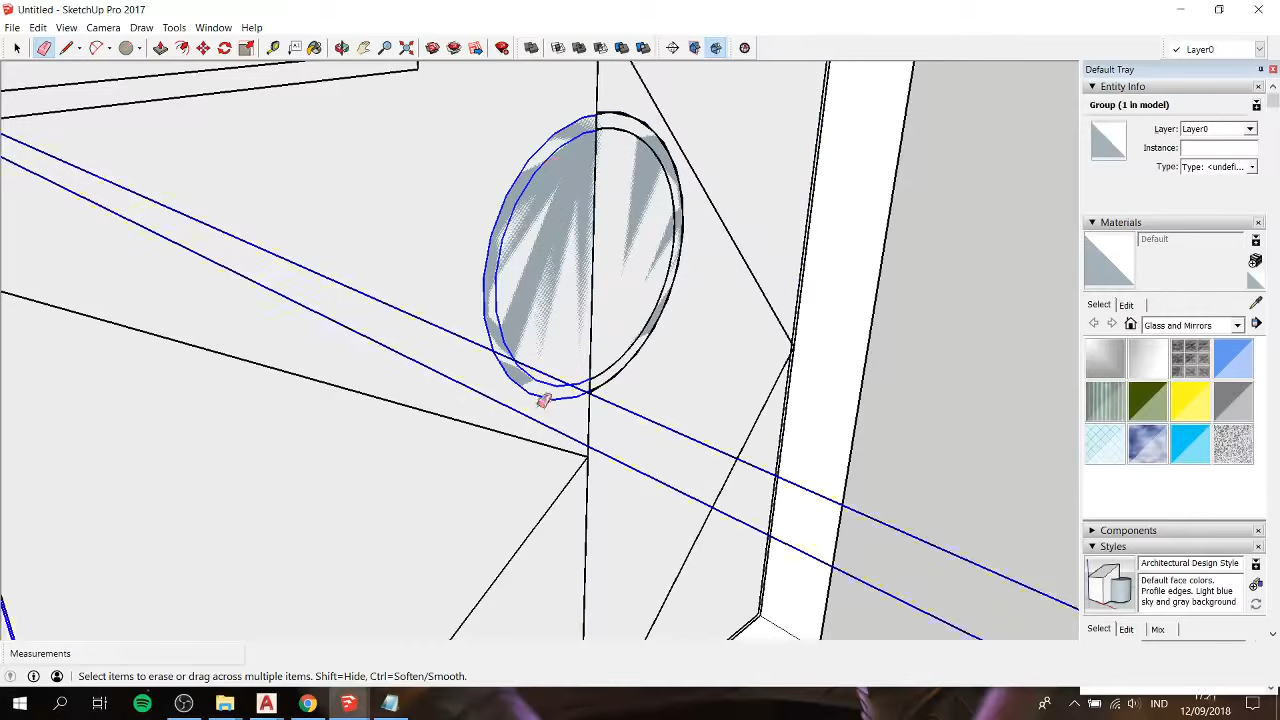 Untitled - SketchUp Pro 2017
File Edit View Camera Draw Tools Window Help
Layer0
Default Tray
Entity Info
Group (1 in model)
Layer: Layer0
Instance:
Type: Type: <undefi...
Materials
Default
Select Edit
Glass and Mirrors
Components
Styles
Architectural Design Style
Default face colors.
Profile edges. Light blue
sky and gray background
Select Edit Mix
Measurements
Select items to erase or drag across multiple items. Shift=Hide, Ctrl=Soften/Smooth.
IND
12/09/2018